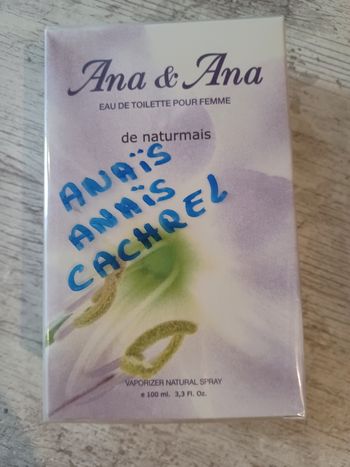 Ana & Ana
EAU DE TOILETTE POUR FEMME
de naturmais
ANAÏS
ANAÏS
CACHREL
VAPORIZER NATURAL SPRAY
e 100 ml. 3,3 Fl. Oz.